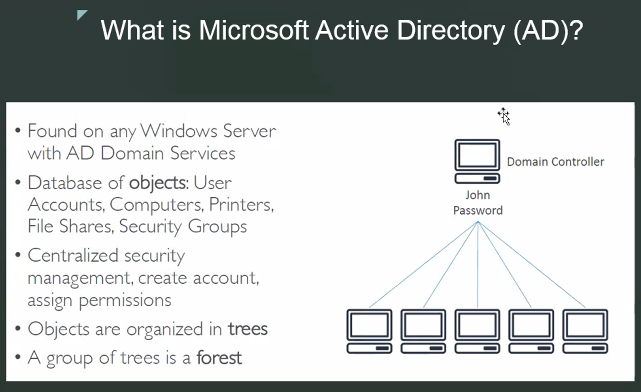 What is Microsoft Active Directory (AD)?
• Found on any Windows Server
with AD Domain Services
• Database of objects: User
Accounts, Computers, Printers,
File Shares, Security Groups
• Centralized security
management, create account,
assign permissions
• Objects are organized in trees
• A group of trees is a forest
Domain Controller
John
Password